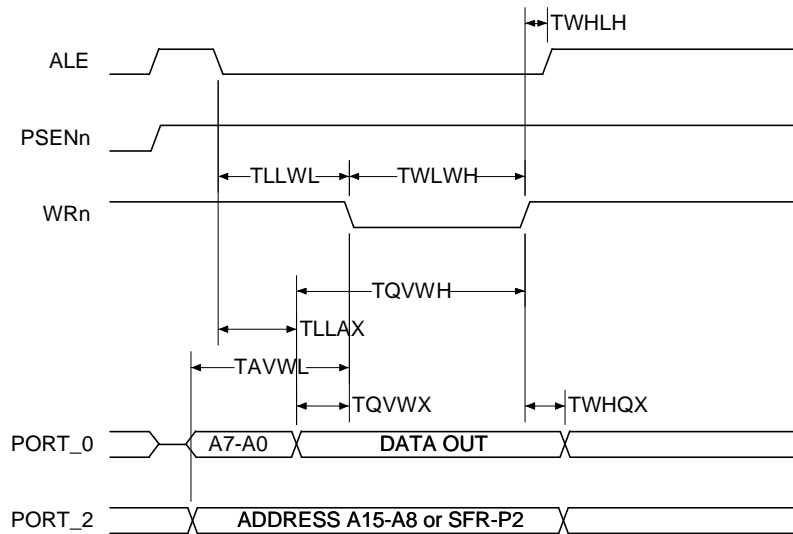 TWHLH
ALE
PSENn
TLLWL
TWLWH
WRn
TQVWH
TLLAX
TAVWL
TQVWX
TWHQX
PORT_0
A7-A0
DATA OUT
PORT_2
ADDRESS A15-A8 or SFR-P2